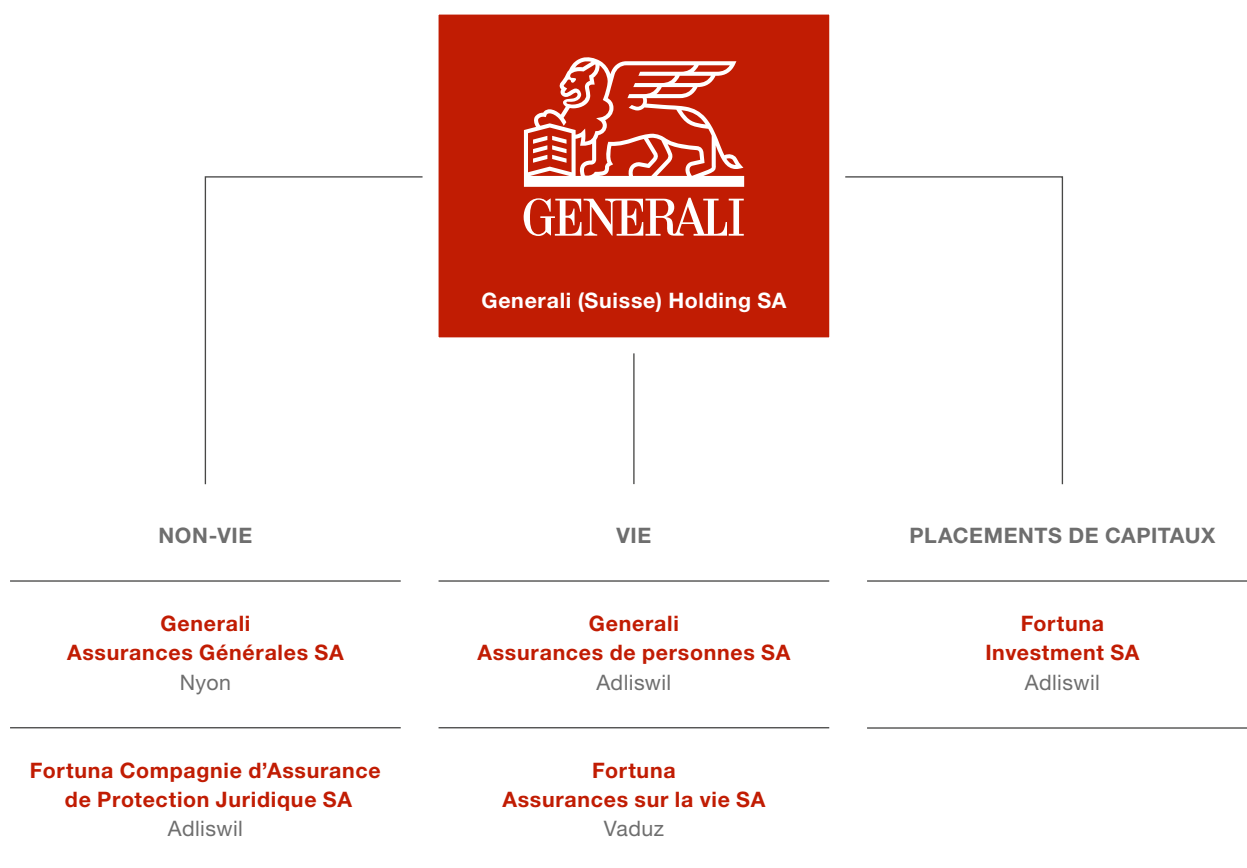 GENERALI
Generali (Suisse) Holding SA
NON-VIE
Generali
Assurances Générales SA
Nyon
Fortuna Compagnie d’Assurance
de Protection Juridique SA
Adliswil
VIE
Generali
Assurances de personnes SA
Adliswil
Fortuna
Assurances sur la vie SA
Vaduz
PLACEMENTS DE CAPITAUX
Fortuna
Investment SA
Adliswil